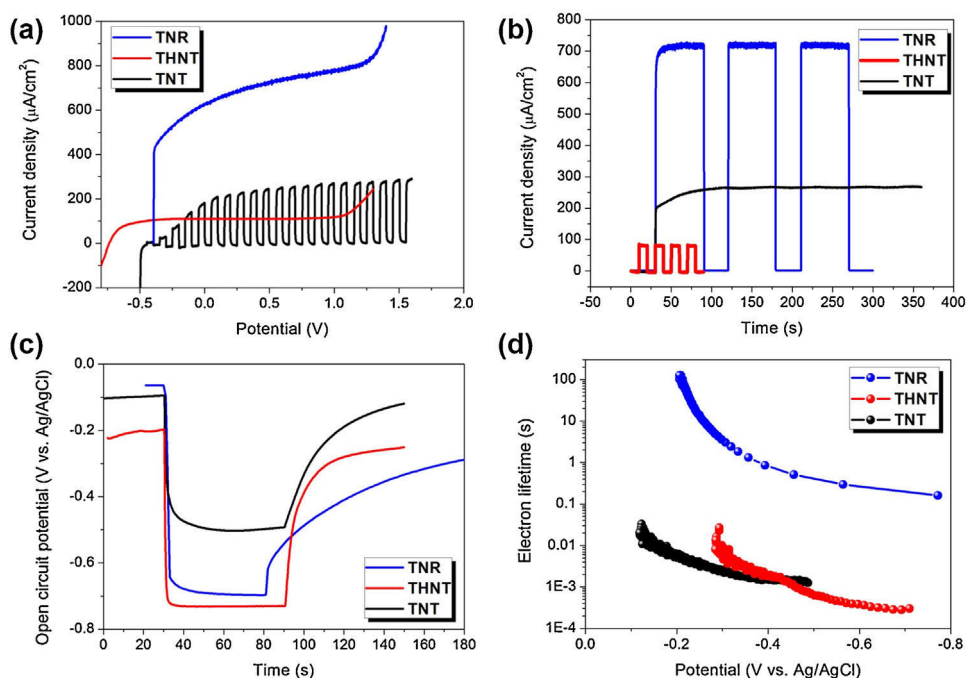 (a)
TNR
THNT
TNT
Current density (µA/cm²)
1000
800
600
400
200
0
-200
-0.5 0.0 0.5 1.0 1.5 2.0
Potential (V)
(b)
TNR
THNT
TNT
Current density (µA/cm²)
800
700
600
500
400
300
200
100
0
-50 0 50 100 150 200 250 300 350 400
Time (s)
(c)
TNR
THNT
TNT
Open circuit potential (V vs. Ag/AgCl)
0.0
-0.2
-0.4
-0.6
-0.8
0 20 40 60 80 100 120 140 160 180
Time (s)
(d)
TNR
THNT
TNT
Electron lifetime (s)
100
10
1
0.1
0.01
1E-3
1E-4
0.0 -0.2 -0.4 -0.6 -0.8
Potential (V vs. Ag/AgCl)